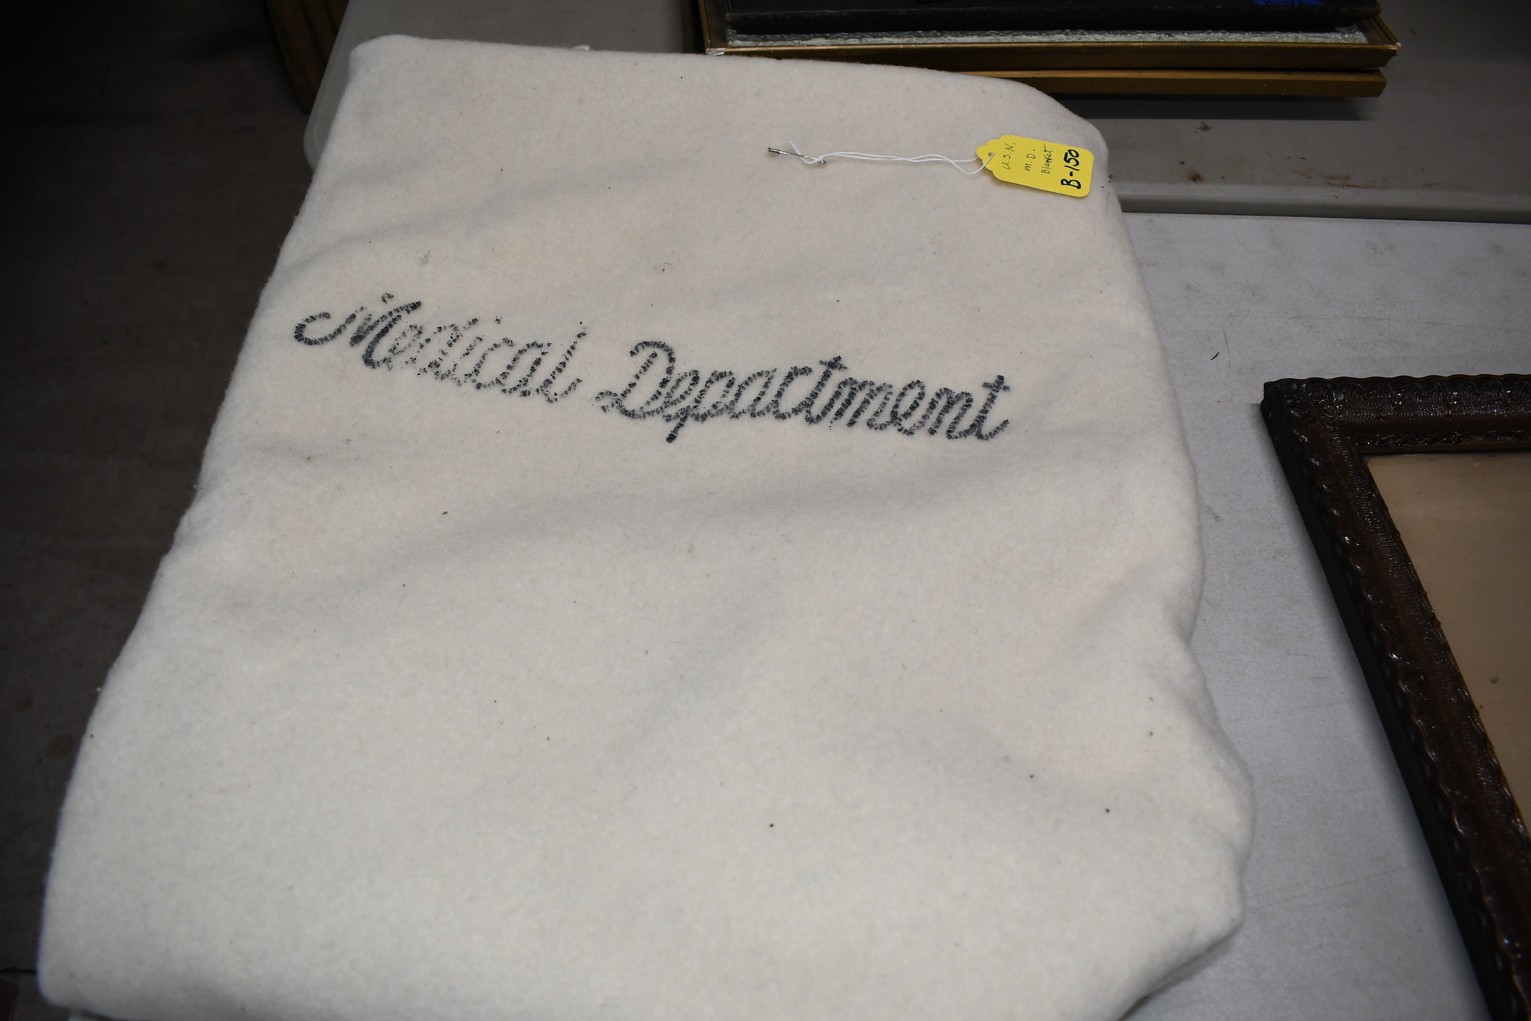 U.S.N.
M.D.
Blanket
B-150
Medical Department